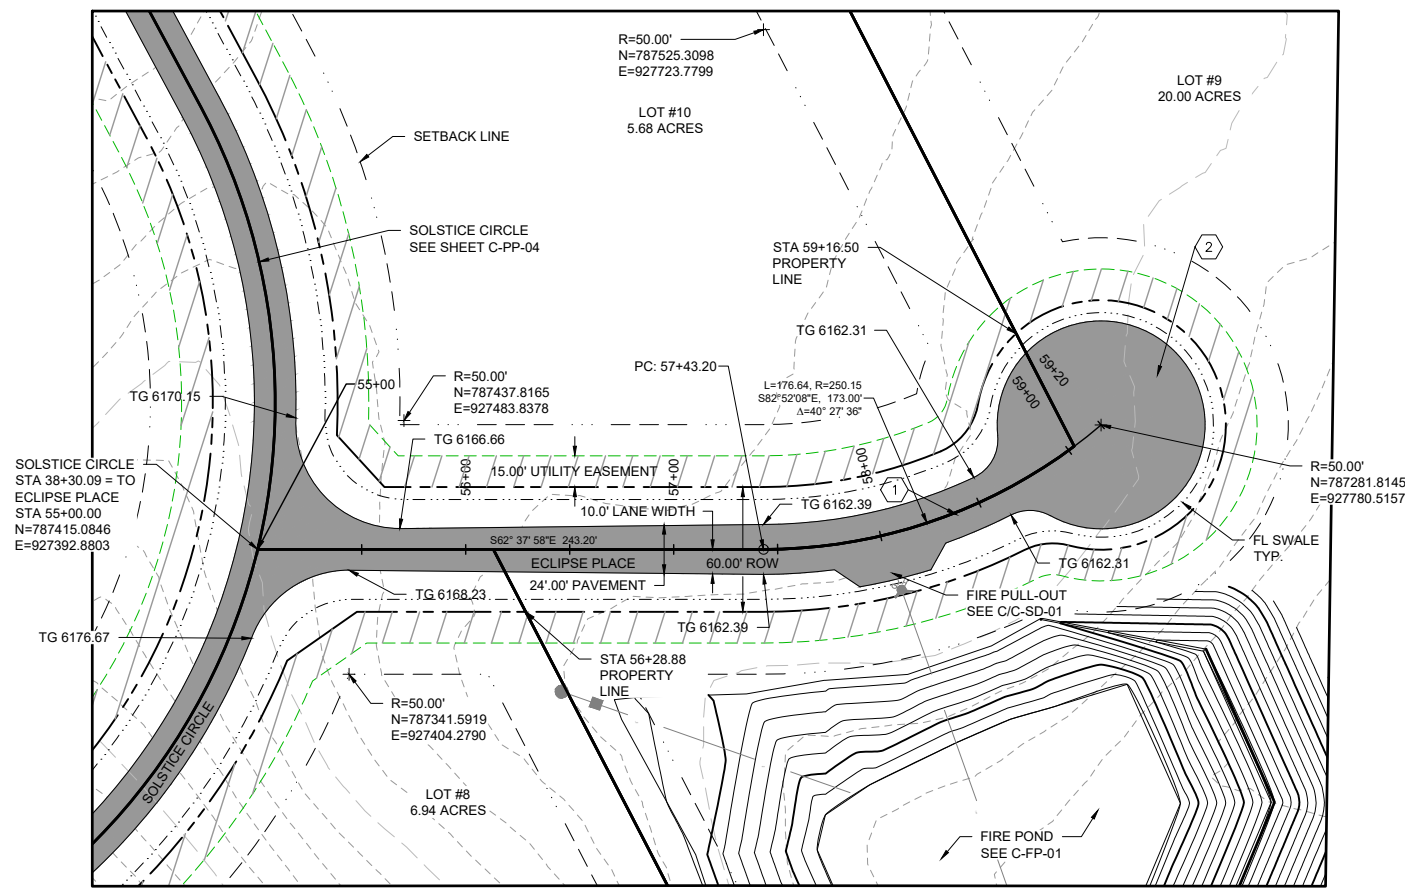 R=50.00'
N=787525.3098
E=927723.7799
LOT #9
20.00 ACRES
LOT #10
5.68 ACRES
SETBACK LINE
SOLSTICE CIRCLE
SEE SHEET C-PP-04
STA 59+16.50
PROPERTY
LINE
2
TG 6162.31
PC: 57+43.20
L=176.64, R=250.15
S82°52'08"E, 173.00'
Δ=40° 27' 36"
59+20
59+00
R=50.00'
N=787437.8165
E=927483.8378
55+00
TG 6170.15
TG 6166.66
SOLSTICE CIRCLE
STA 38+30.09 = TO
ECLIPSE PLACE
STA 55+00.00
N=787415.0846
E=927392.8803
15.00' UTILITY EASEMENT
56+00
57+00
58+00
1
R=50.00'
N=787281.8145
E=927780.5157
10.0' LANE WIDTH
TG 6162.39
S62° 37' 58"E 243.20'
ECLIPSE PLACE
60.00' ROW
24'.00' PAVEMENT
FL SWALE
TYP.
TG 6162.31
TG 6168.23
FIRE PULL-OUT
SEE C/C-SD-01
TG 6176.67
TG 6162.39
STA 56+28.88
PROPERTY
LINE
R=50.00'
N=787341.5919
E=927404.2790
SOLSTICE CIRCLE
LOT #8
6.94 ACRES
FIRE POND
SEE C-FP-01